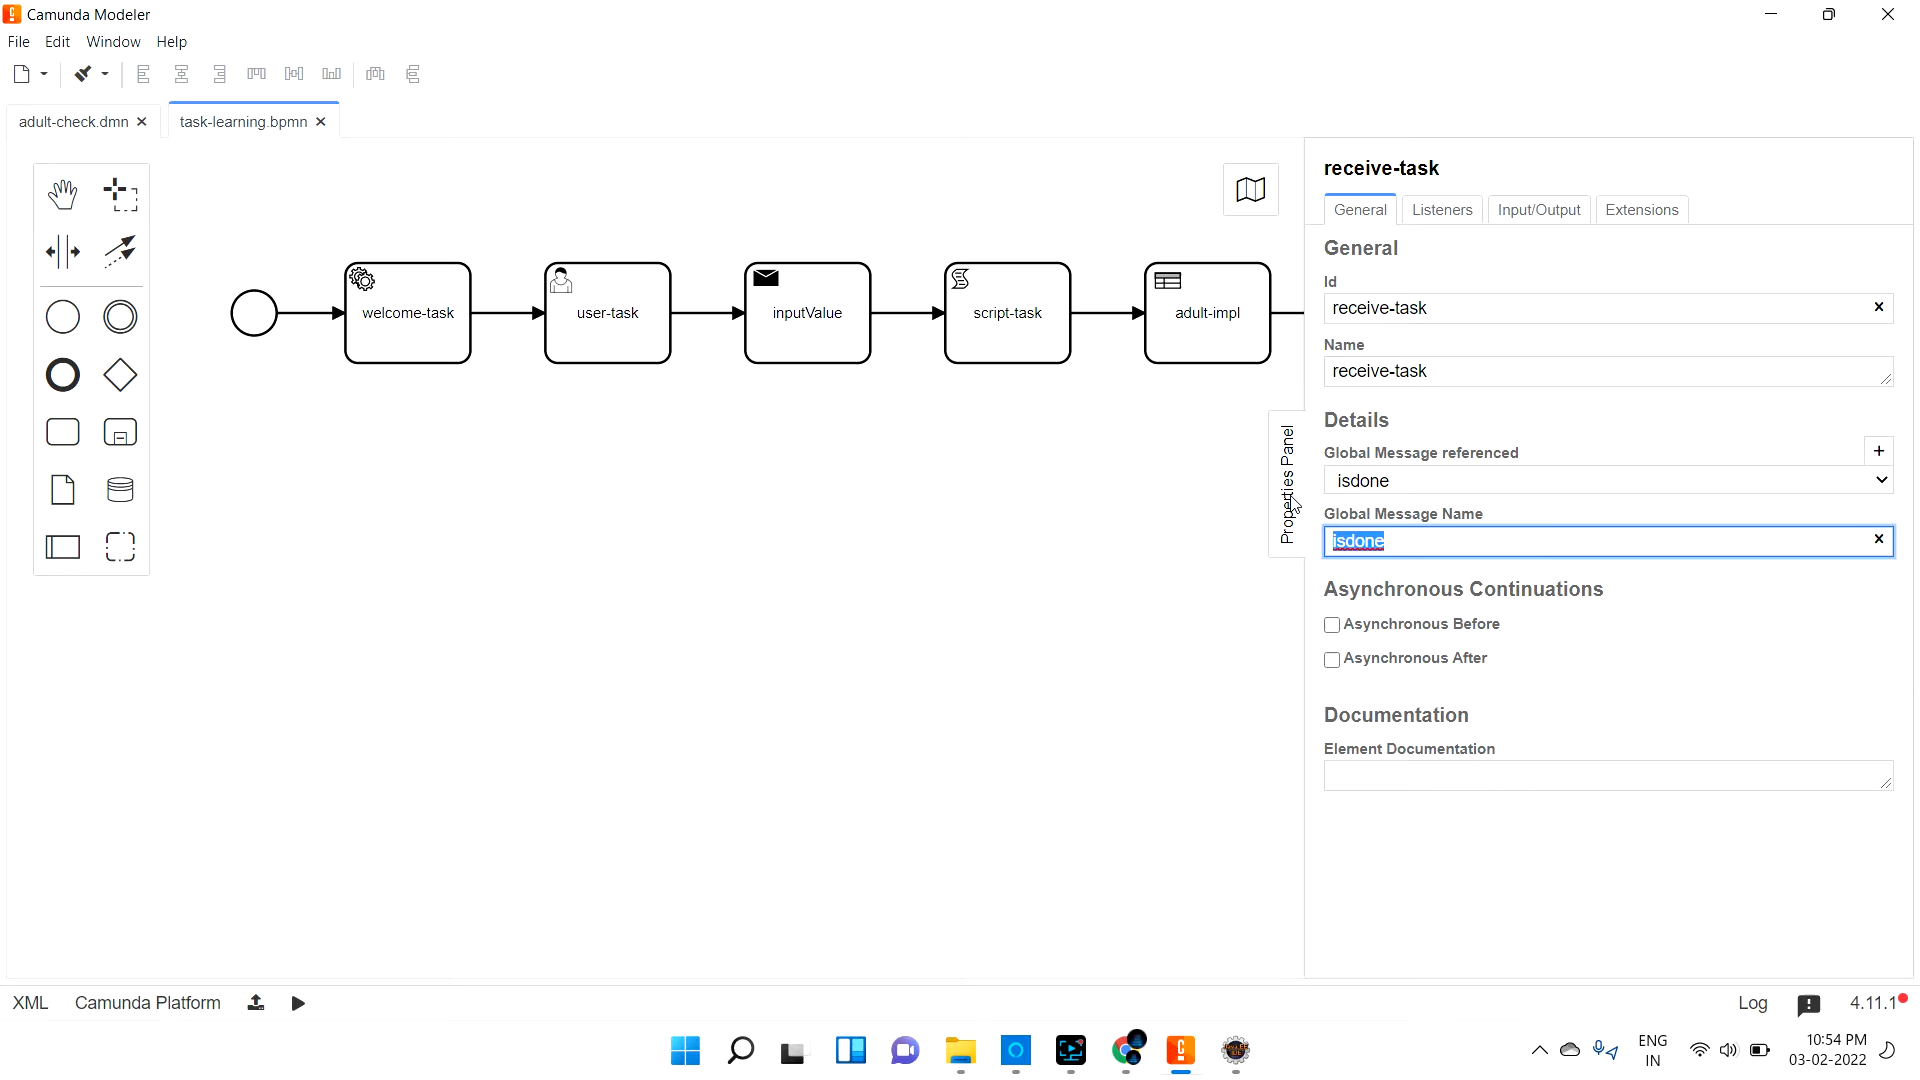 Camunda Modeler
File Edit Window Help
adult-check.dmn
task-learning.bpmn
receive-task
General Listeners Input/Output Extensions
General
Id
receive-task
Name
receive-task
Details
Global Message referenced
+
isdone
Global Message Name
isdone
Asynchronous Continuations
Asynchronous Before
Asynchronous After
Documentation
Element Documentation
Properties Panel
welcome-task
user-task
inputValue
script-task
adult-impl
XML Camunda Platform
Log 4.11.1
ENG
IN
10:54 PM
03-02-2022